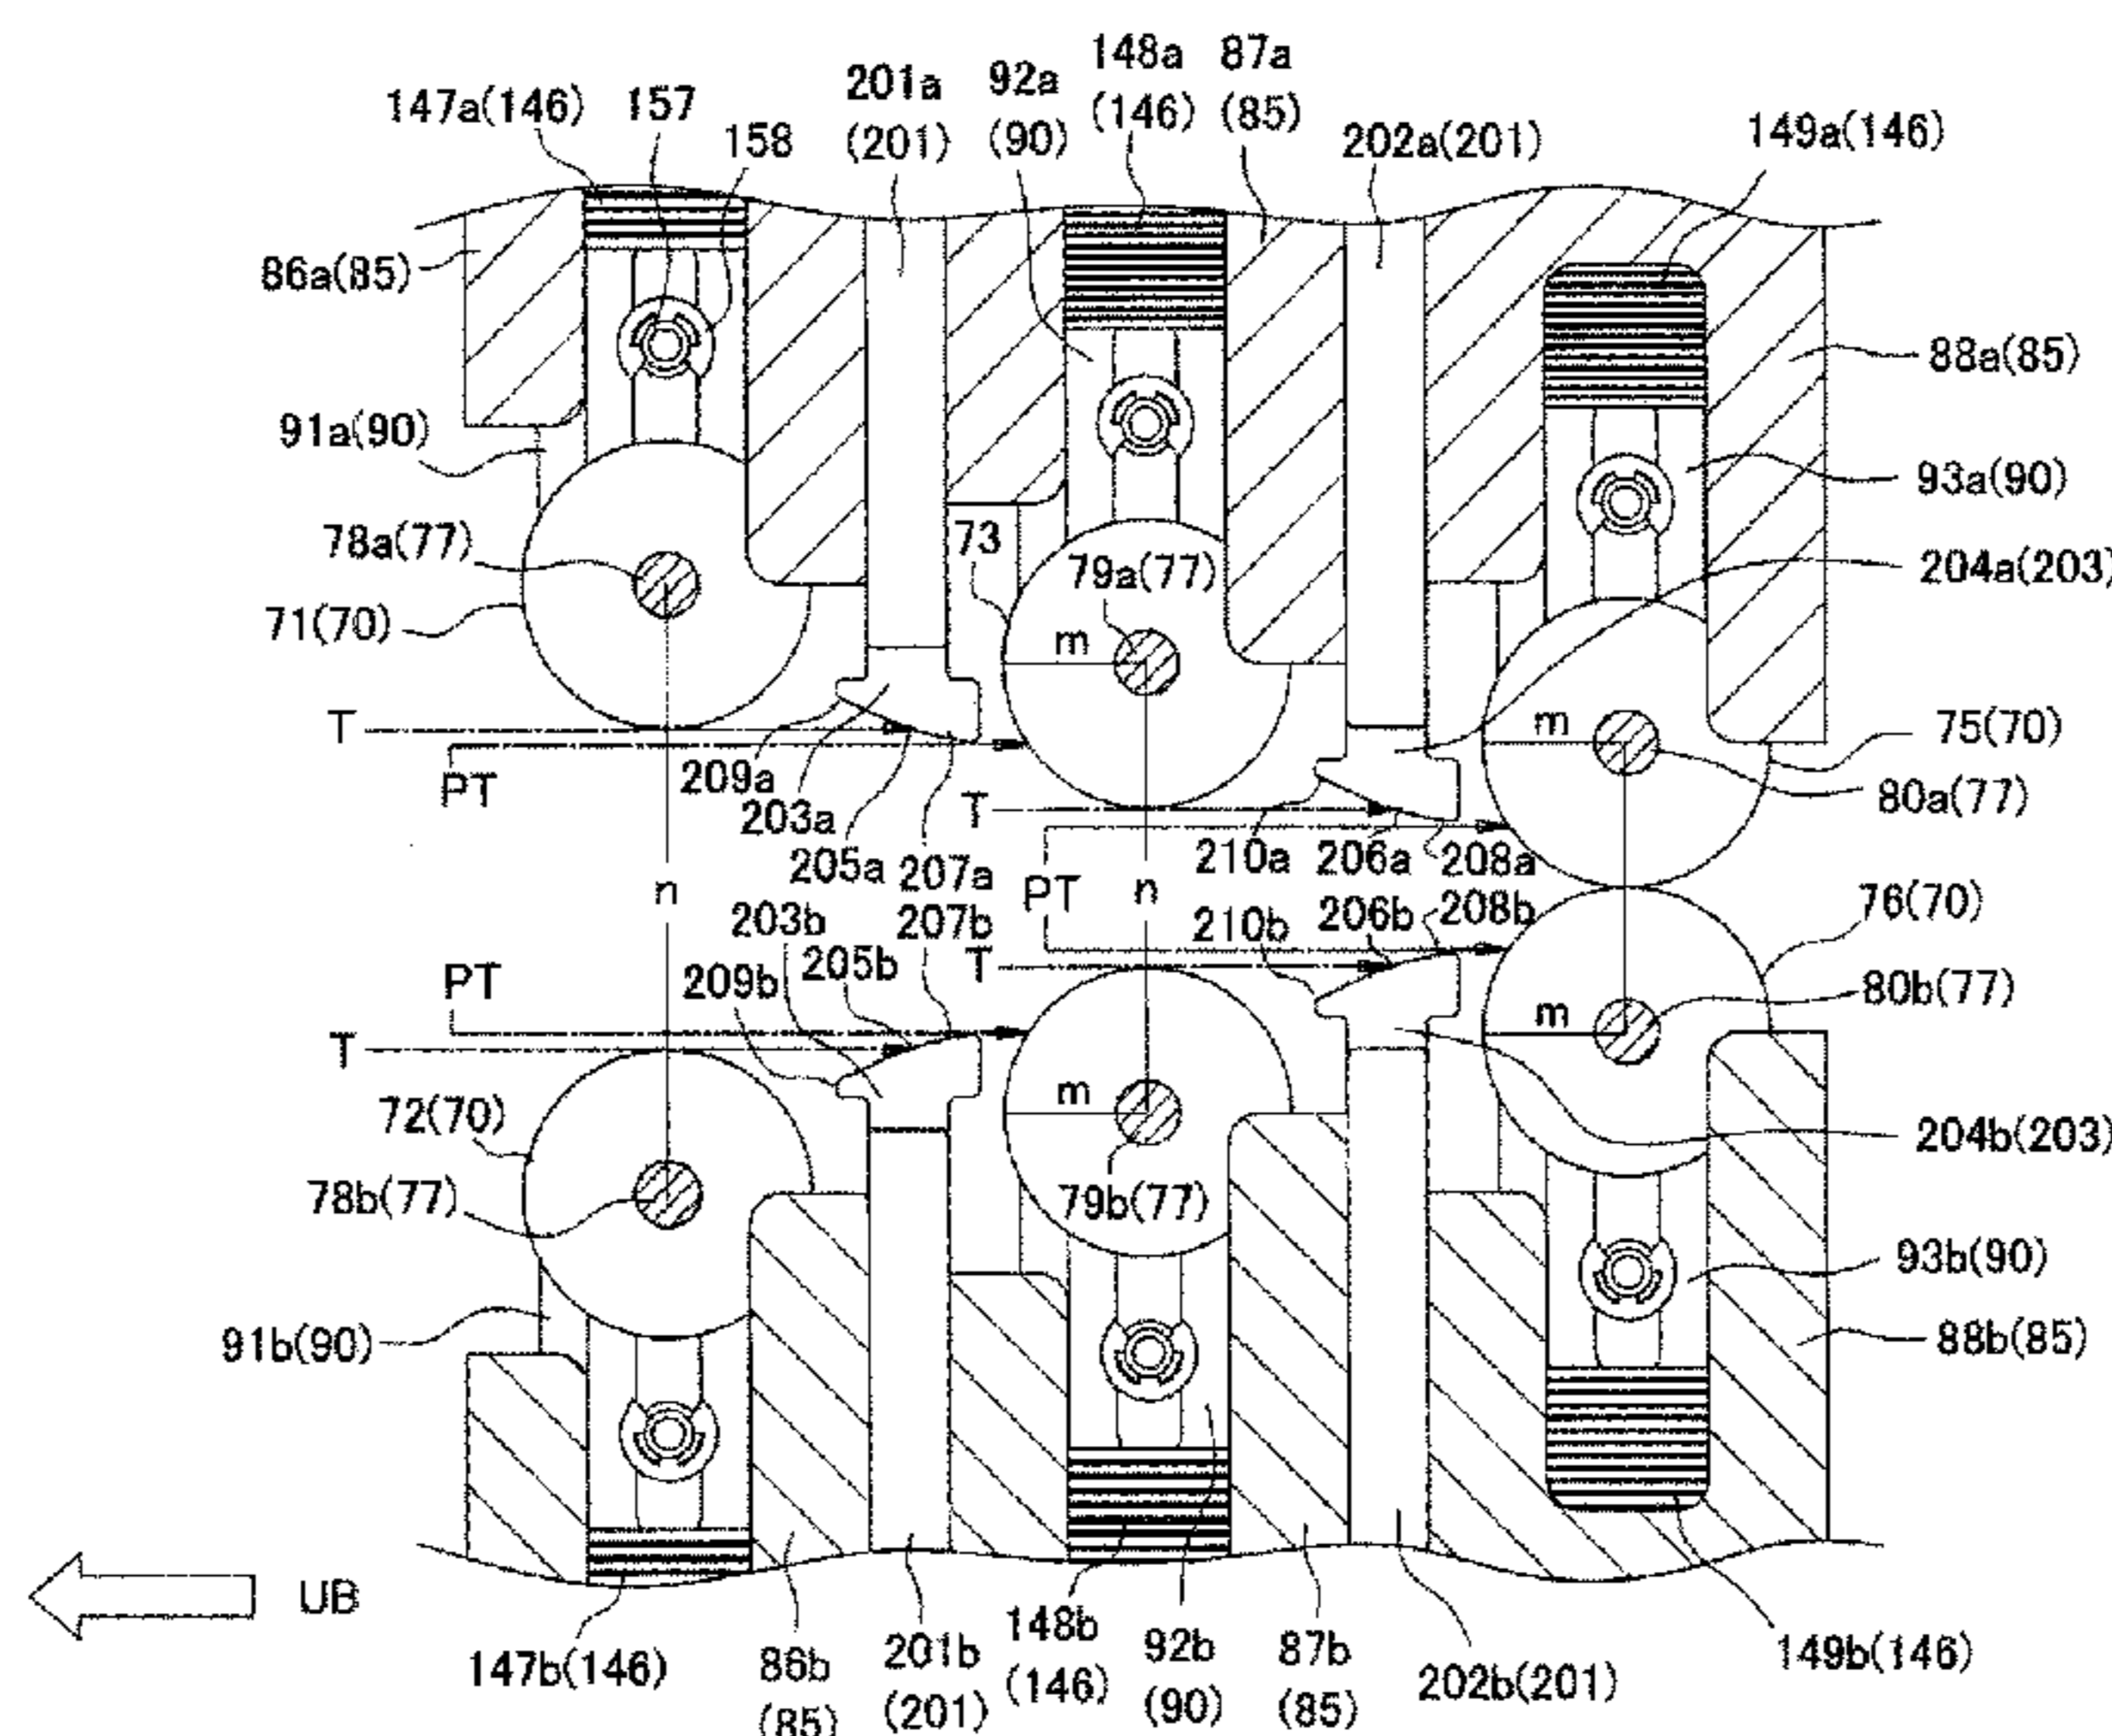 148a 87a
201a 92a
147a(146) 157
(146) (85)
158 (201) (90) 202a(201) 149a(146)
86a(85)
88a(85)
91a(90)
93a(90)
73
78a(77) 79a(77) 204a(203)
71(70)
m
T
m 75(70)
209a
PT
203a T 80a(77)
205a 207a 210a 206a 208a
n PT n
203b 207b 210b 206b 208b 76(70)
PT 209b 205b T
80b(77)
m
T
72(70) m
204b(203)
78b(77) 79b(77)
93b(90)
91b(90) 88b(85)
UB
147b(146) 86b 201b 148b 92b 87b 202b(201) 149b(146)
(85) (201) (146) (90) (85)